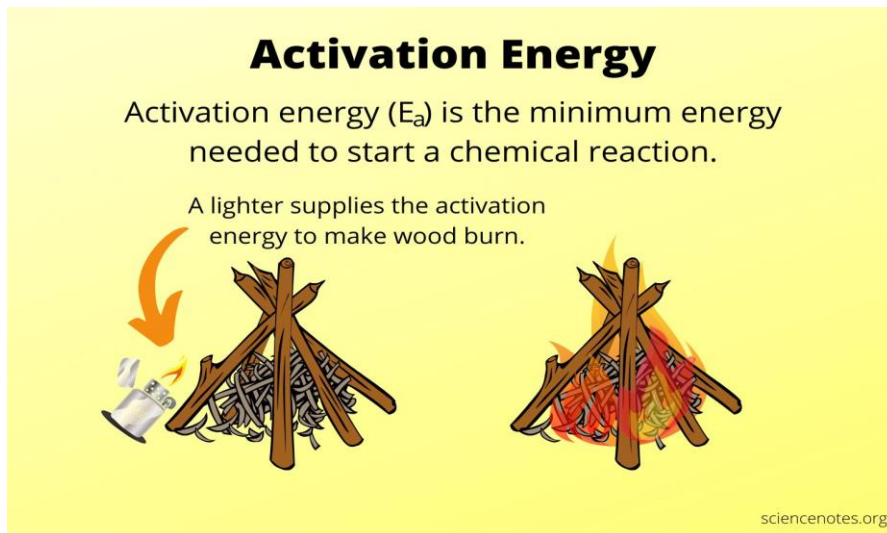 Activation Energy
Activation energy (Eₐ) is the minimum energy
needed to start a chemical reaction.
A lighter supplies the activation
energy to make wood burn.
sciencenotes.org